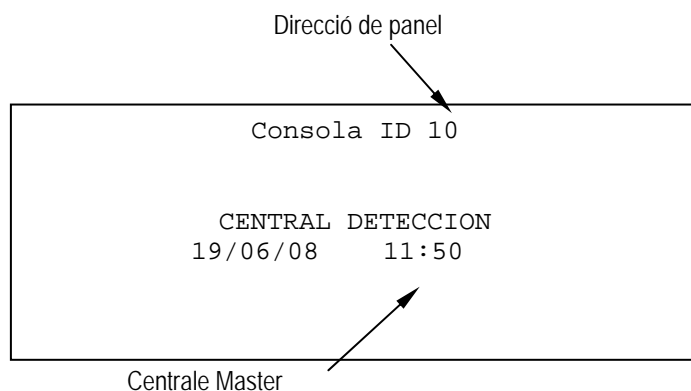 Direcció de panel
Consola ID 10
CENTRAL DETECCION
19/06/08 11:50
Centrale Master